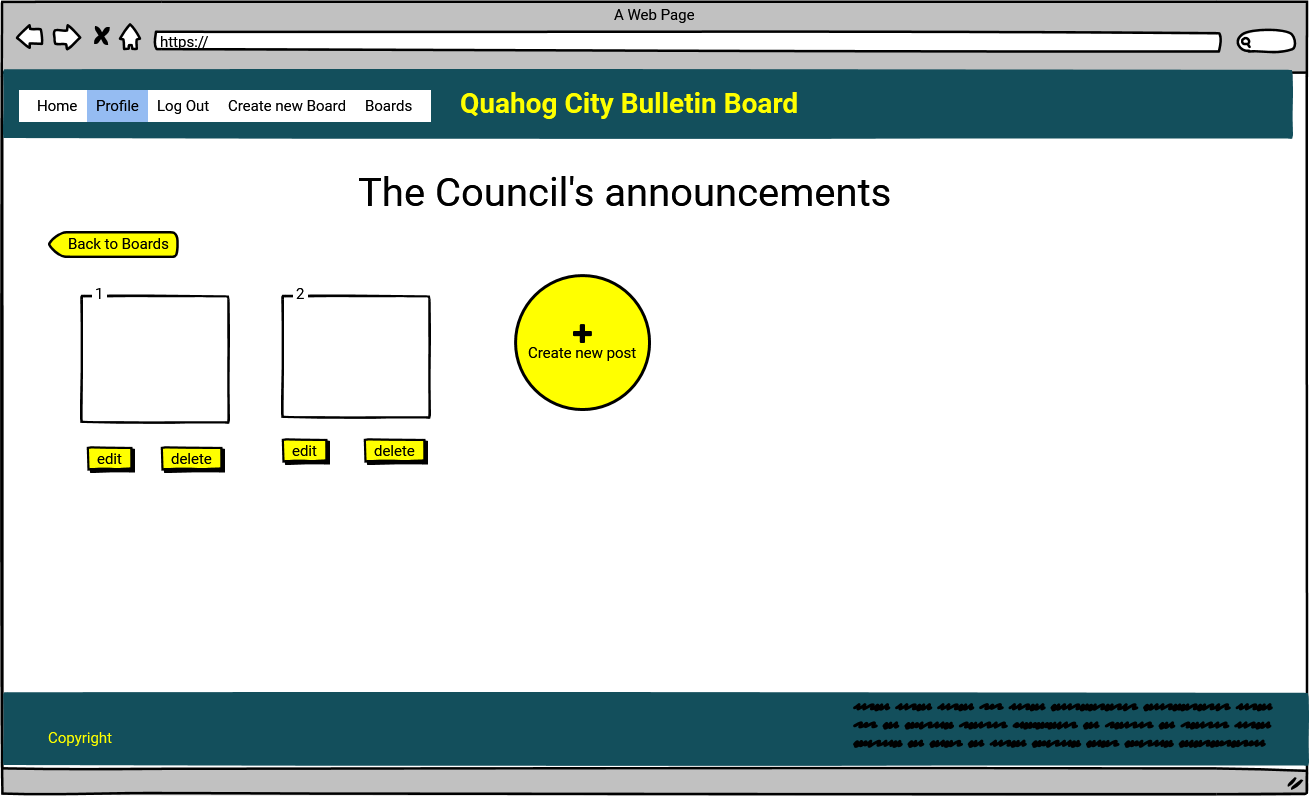 A Web Page
https://
Home Profile Log Out Create new Board Boards
Quahog City Bulletin Board
The Council's announcements
Back to Boards
1
2
Create new post
edit
delete
edit
delete
Copyright